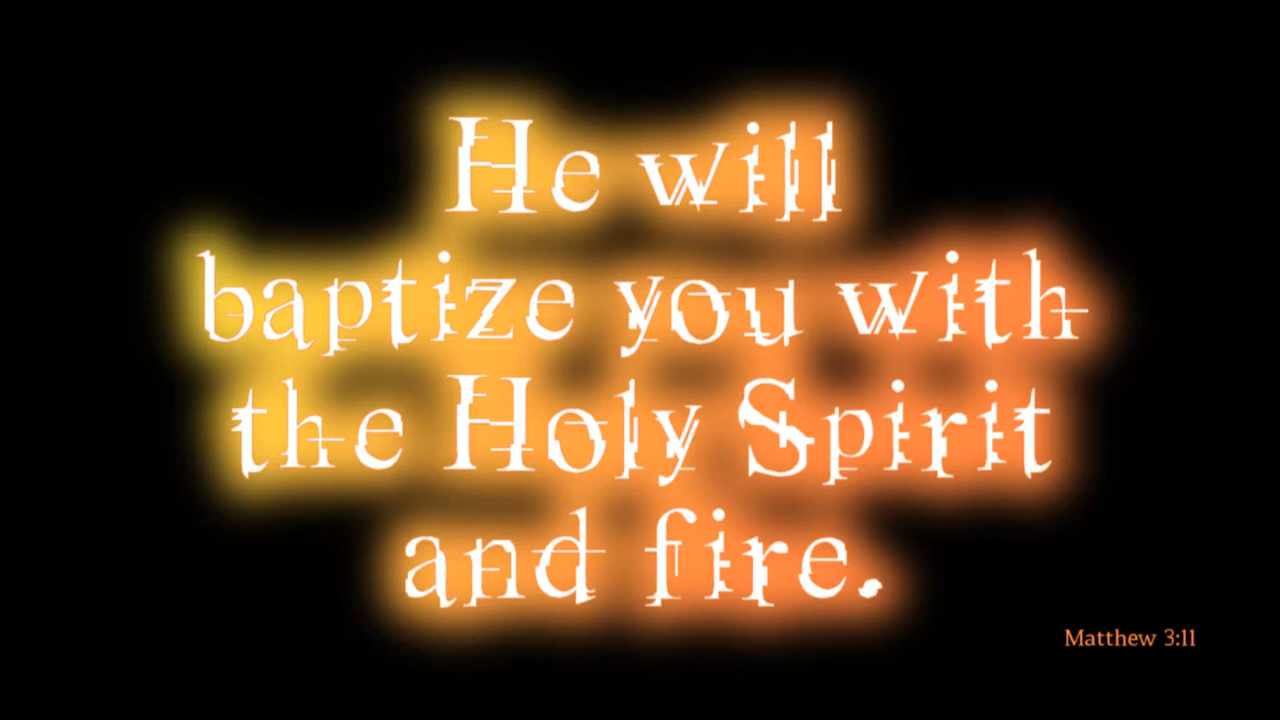 He will
baptize you with
the Holy Spirit
and fire.
Matthew 3:11